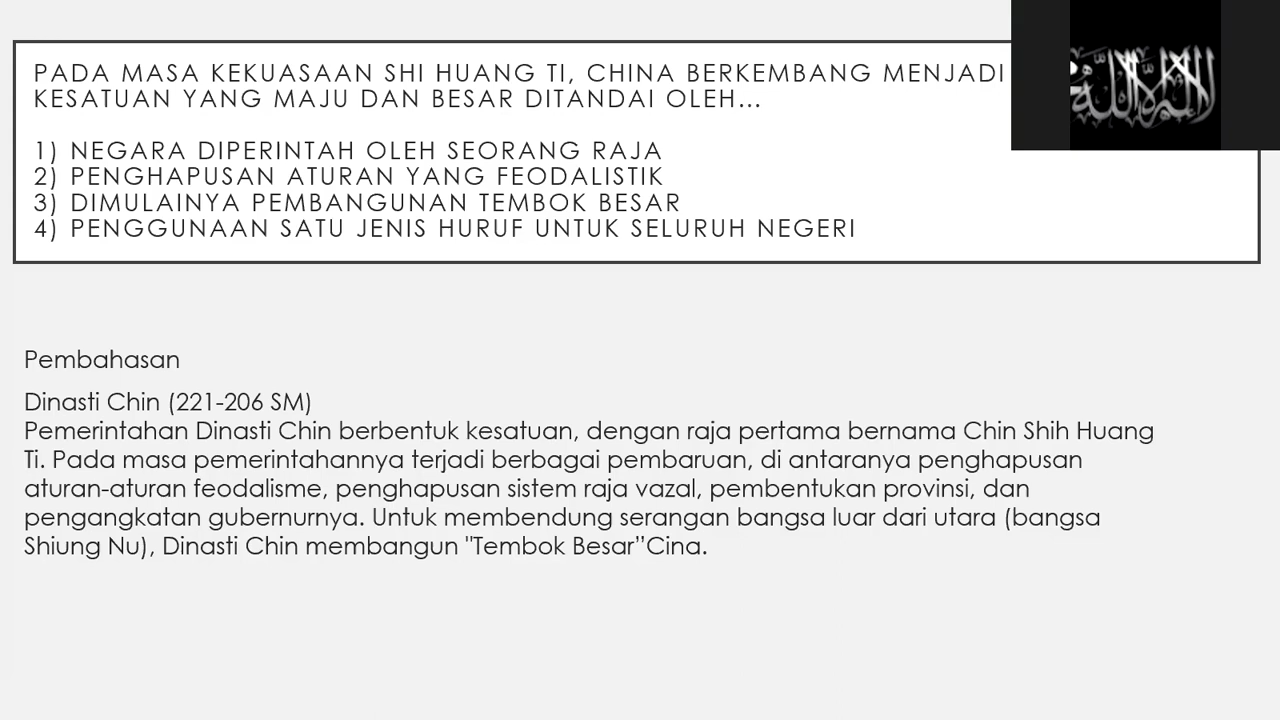 PADA MASA KEKUASAAN SHI HUANG TI, CHINA BERKEMBANG MENJADI
KESATUAN YANG MAJU DAN BESAR DITANDAI OLEH...
1) NEGARA DIPERINTAH OLEH SEORANG RAJA
2) PENGHAPUSAN ATURAN YANG FEODALISTIK
3) DIMULAINYA PEMBANGUNAN TEMBOK BESAR
4) PENGGUNAAN SATU JENIS HURUF UNTUK SELURUH NEGERI
لا إله إلا الله
Pembahasan
Dinasti Chin (221-206 SM)
Pemerintahan Dinasti Chin berbentuk kesatuan, dengan raja pertama bernama Chin Shih Huang
Ti. Pada masa pemerintahannya terjadi berbagai pembaruan, di antaranya penghapusan
aturan-aturan feodalisme, penghapusan sistem raja vazal, pembentukan provinsi, dan
pengangkatan gubernurnya. Untuk membendung serangan bangsa luar dari utara (bangsa
Shiung Nu), Dinasti Chin membangun "Tembok Besar”Cina.